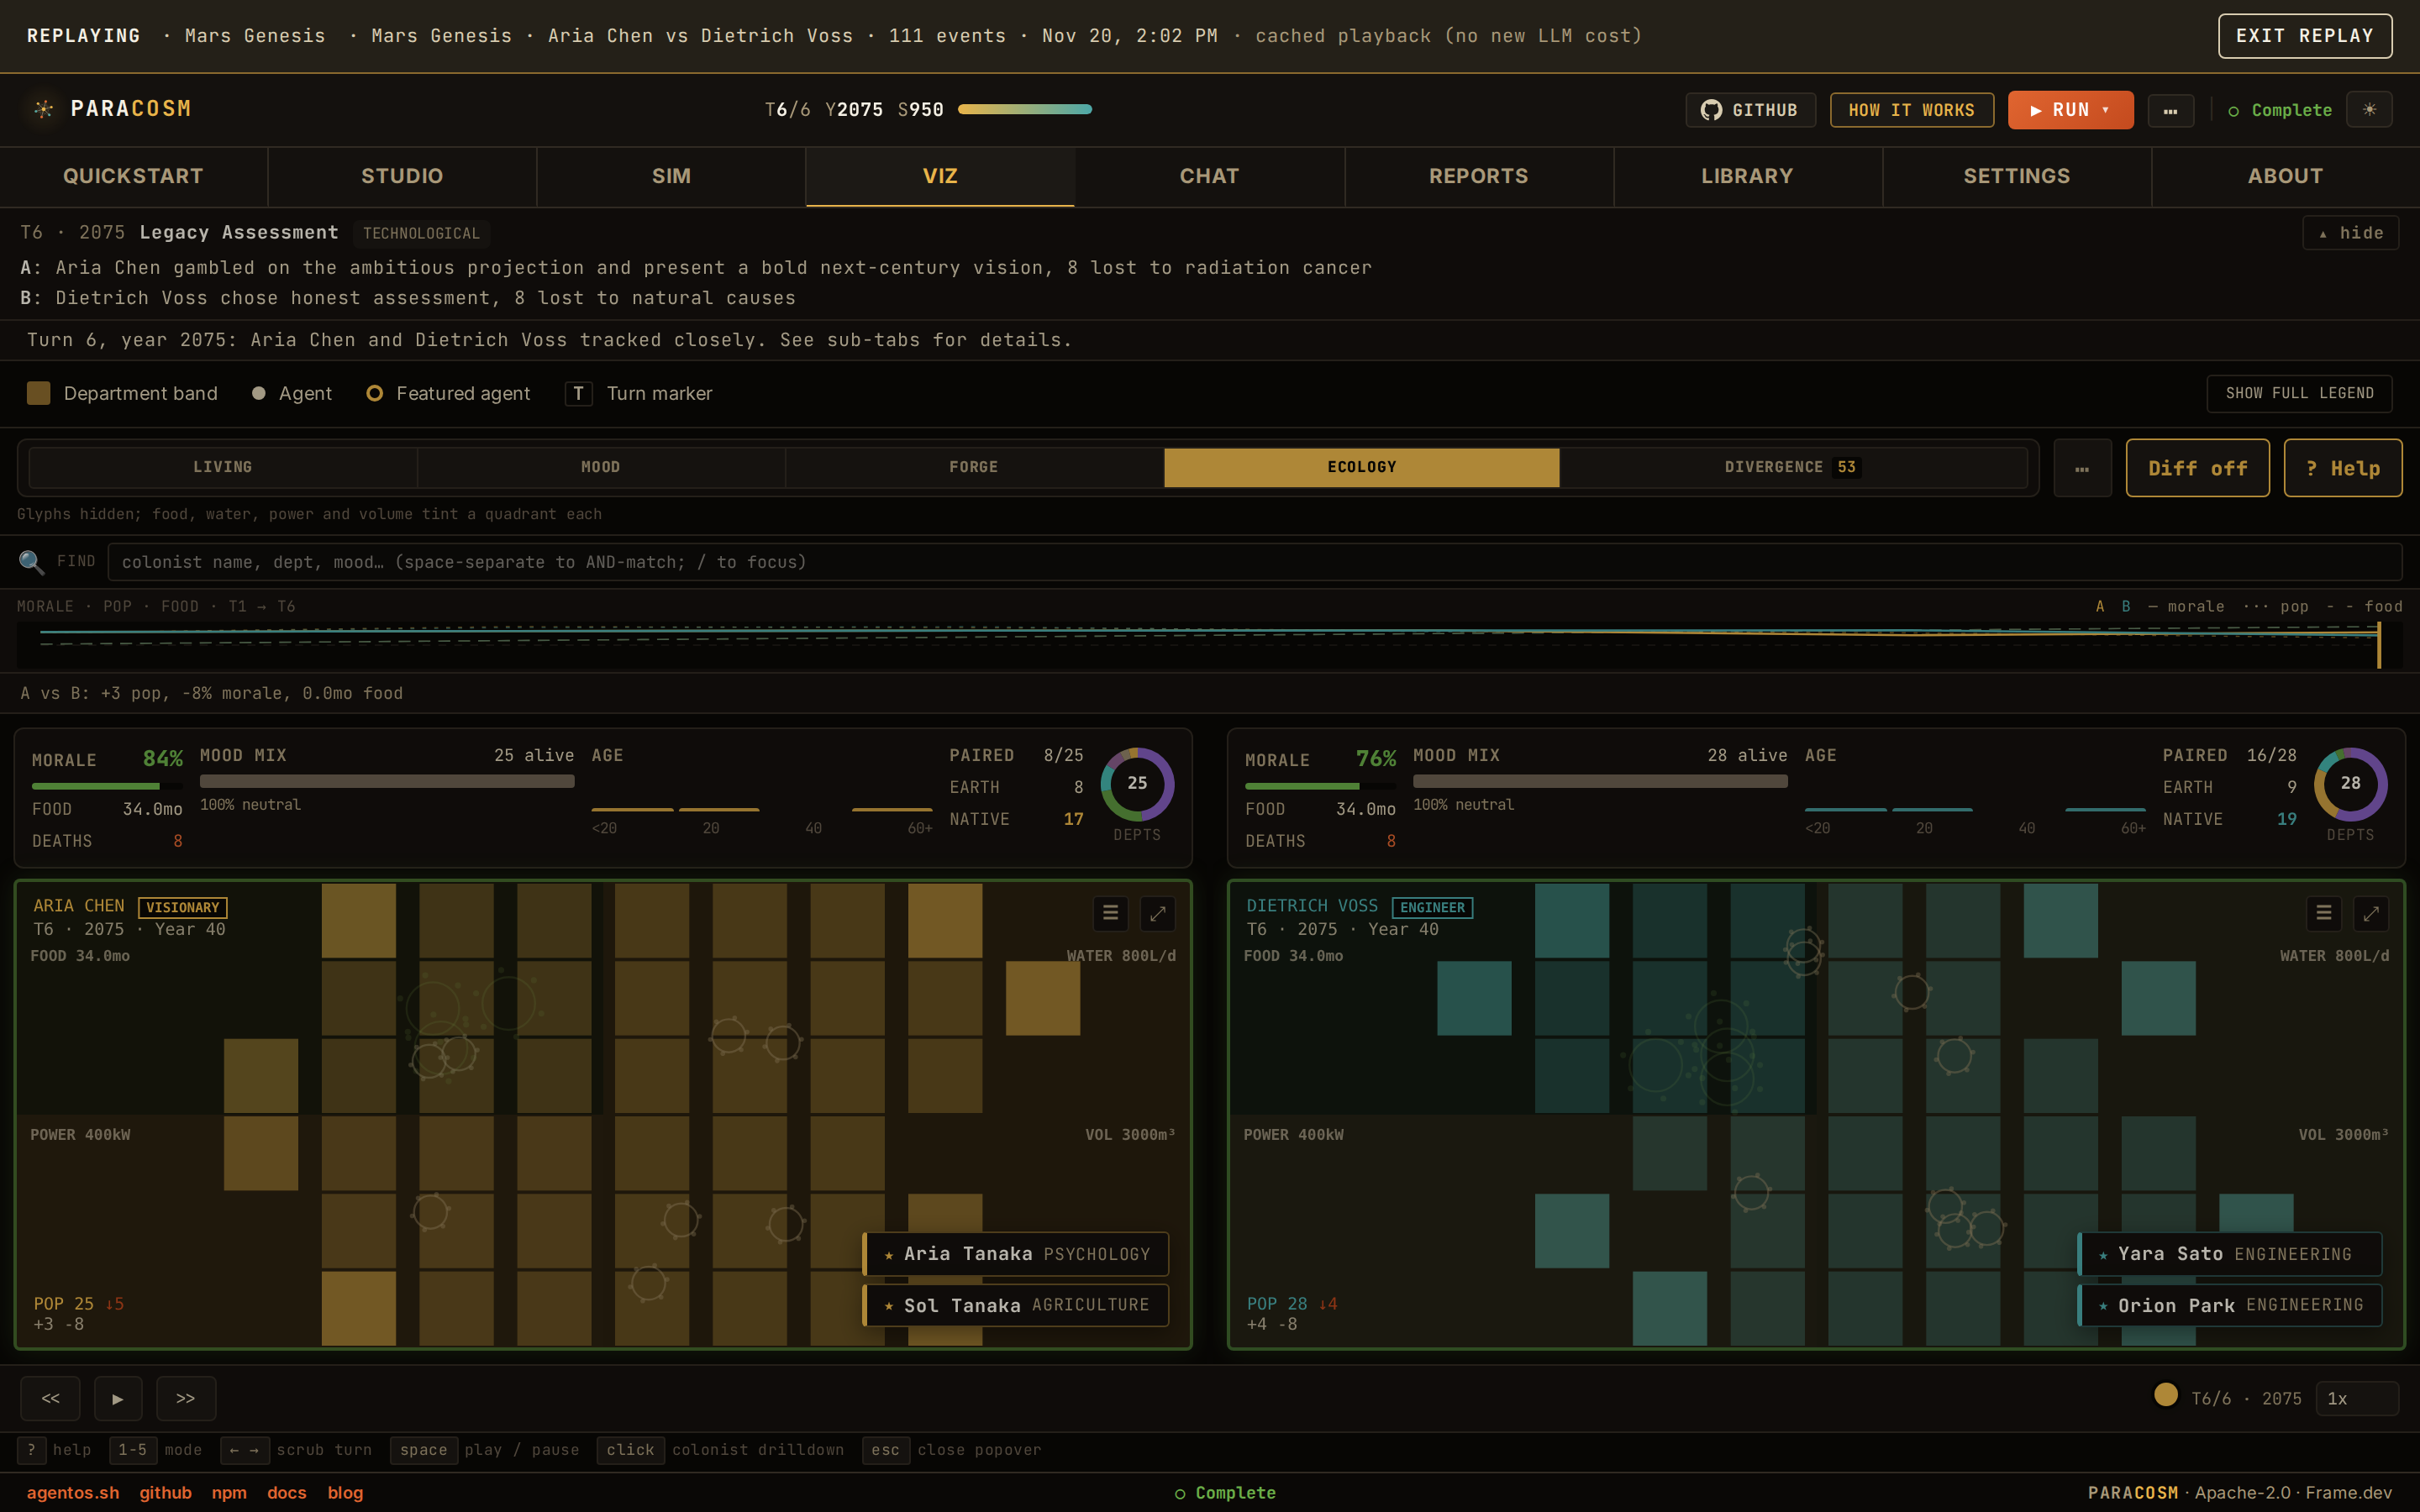 REPLAYING · Mars Genesis · Mars Genesis · Aria Chen vs Dietrich Voss · 111 events · Nov 20, 2:02 PM · cached playback (no new LLM cost)
EXIT REPLAY
PARACOSM
T6/6 Y2075 S950
GITHUB
HOW IT WORKS
▶ RUN ▾
…
○ Complete
QUICKSTART
STUDIO
SIM
VIZ
CHAT
REPORTS
LIBRARY
SETTINGS
ABOUT
T6 · 2075 Legacy Assessment TECHNOLOGICAL
▴ hide
A: Aria Chen gambled on the ambitious projection and present a bold next-century vision, 8 lost to radiation cancer
B: Dietrich Voss chose honest assessment, 8 lost to natural causes
Turn 6, year 2075: Aria Chen and Dietrich Voss tracked closely. See sub-tabs for details.
Department band
Agent
Featured agent
T Turn marker
SHOW FULL LEGEND
LIVING
MOOD
FORGE
ECOLOGY
DIVERGENCE 53
…
Diff off
? Help
Glyphs hidden; food, water, power and volume tint a quadrant each
FIND colonist name, dept, mood… (space-separate to AND-match; / to focus)
MORALE · POP · FOOD · T1 → T6
A B — morale ··· pop - - food
A vs B: +3 pop, -8% morale, 0.0mo food
MORALE 84%
FOOD 34.0mo
DEATHS 8
MOOD MIX 25 alive
100% neutral
AGE
<20 20 40 60+
PAIRED 8/25
EARTH 8
NATIVE 17
25
DEPTS
MORALE 76%
FOOD 34.0mo
DEATHS 8
MOOD MIX 28 alive
100% neutral
AGE
<20 20 40 60+
PAIRED 16/28
EARTH 9
NATIVE 19
28
DEPTS
ARIA CHEN VISIONARY
T6 · 2075 · Year 40
FOOD 34.0mo
WATER 800L/d
POWER 400kW
VOL 3000m³
★ Aria Tanaka PSYCHOLOGY
★ Sol Tanaka AGRICULTURE
POP 25 ↓5
+3 -8
DIETRICH VOSS ENGINEER
T6 · 2075 · Year 40
FOOD 34.0mo
WATER 800L/d
POWER 400kW
VOL 3000m³
★ Yara Sato ENGINEERING
★ Orion Park ENGINEERING
POP 28 ↓4
+4 -8
<< ▶ >>
T6/6 · 2075 1x
? help 1-5 mode ← → scrub turn space play / pause click colonist drilldown esc close popover
agentos.sh github npm docs blog
○ Complete
PARACOSM · Apache-2.0 · Frame.dev